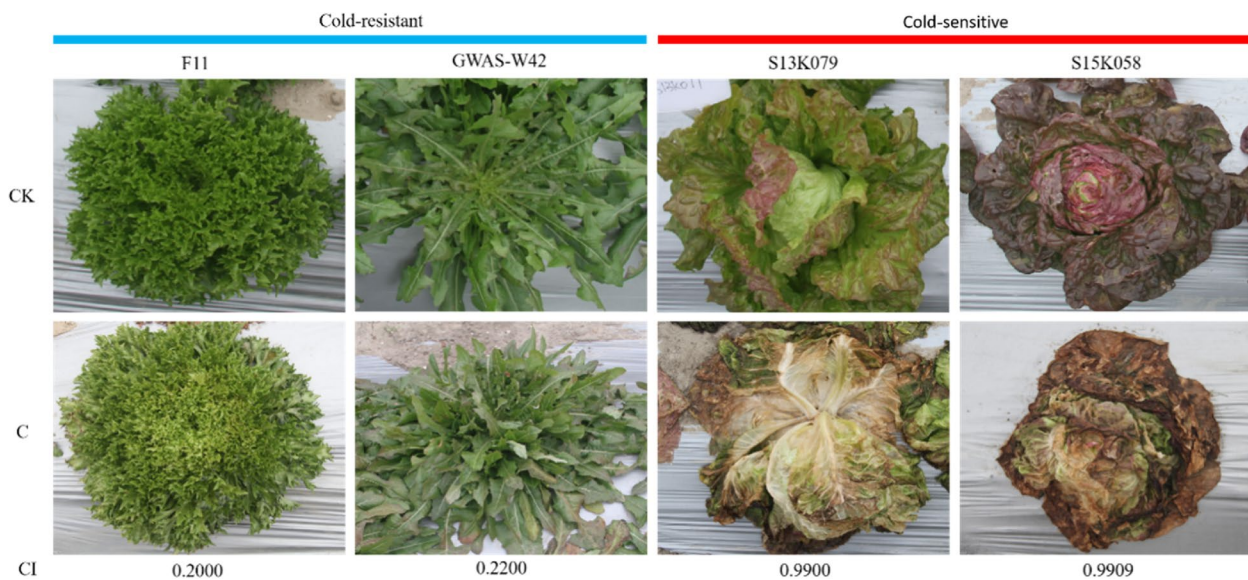 Cold-resistant Cold-sensitive
F11 GWAS-W42 S13K079 S15K058
CK
C
CI 0.2000 0.2200 0.9900 0.9909